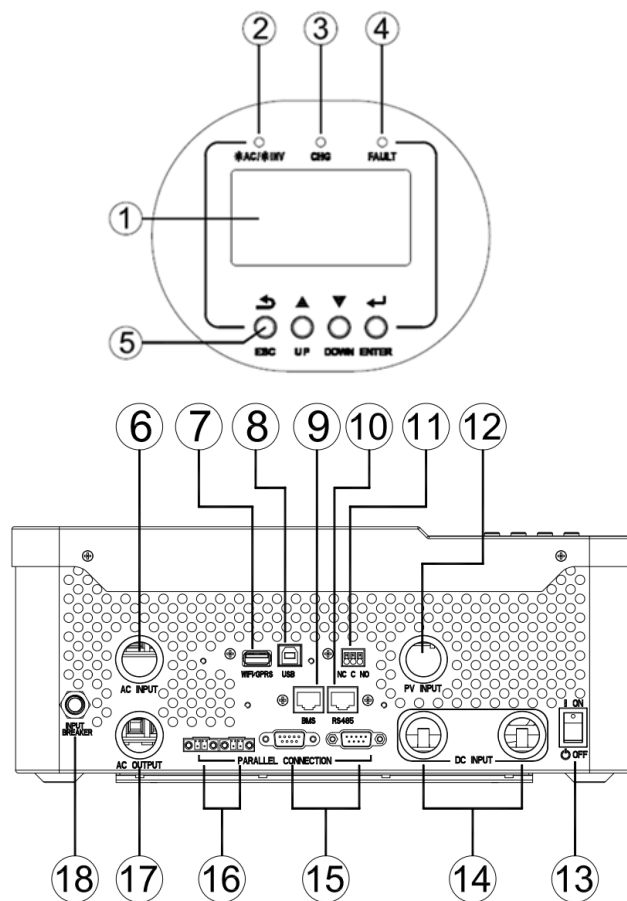 2 3 4
✱AC/✱INV CHG FAULT
1
5
ESC UP DOWN ENTER
6 7 8 9 10 11 12
WIFI/GPRS USB NC C NO
AC INPUT PV INPUT
BMS RS485
I ON
INPUT
BREAKER
OFF
AC OUTPUT PARALLEL CONNECTION DC INPUT
18 17 16 15 14 13